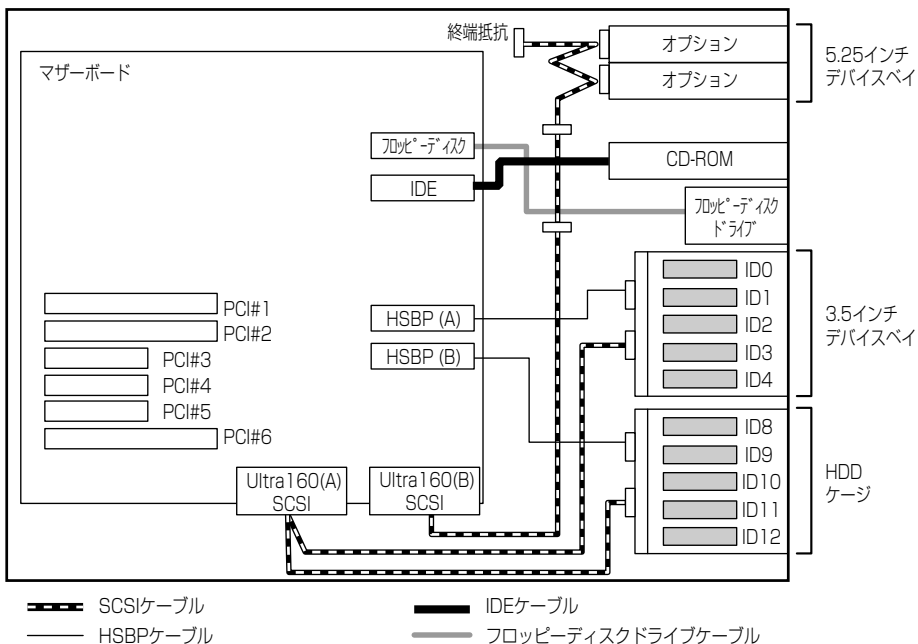 終端抵抗
オプション
5.25インチ
デバイスベイ
マザーボード
オプション
フロッピーディスク
CD-ROM
IDE
フロッピーディスク
ドライブ
ID0
PCI#1
HSBP (A)
ID1
3.5インチ
デバイスベイ
PCI#2
ID2
PCI#3
HSBP (B)
ID3
PCI#4
ID4
PCI#5
PCI#6
ID8
ID9
HDD
ケージ
Ultra160(A)
SCSI
Ultra160(B)
SCSI
ID10
ID11
ID12
SCSIケーブル
IDEケーブル
HSBPケーブル
フロッピーディスクドライブケーブル